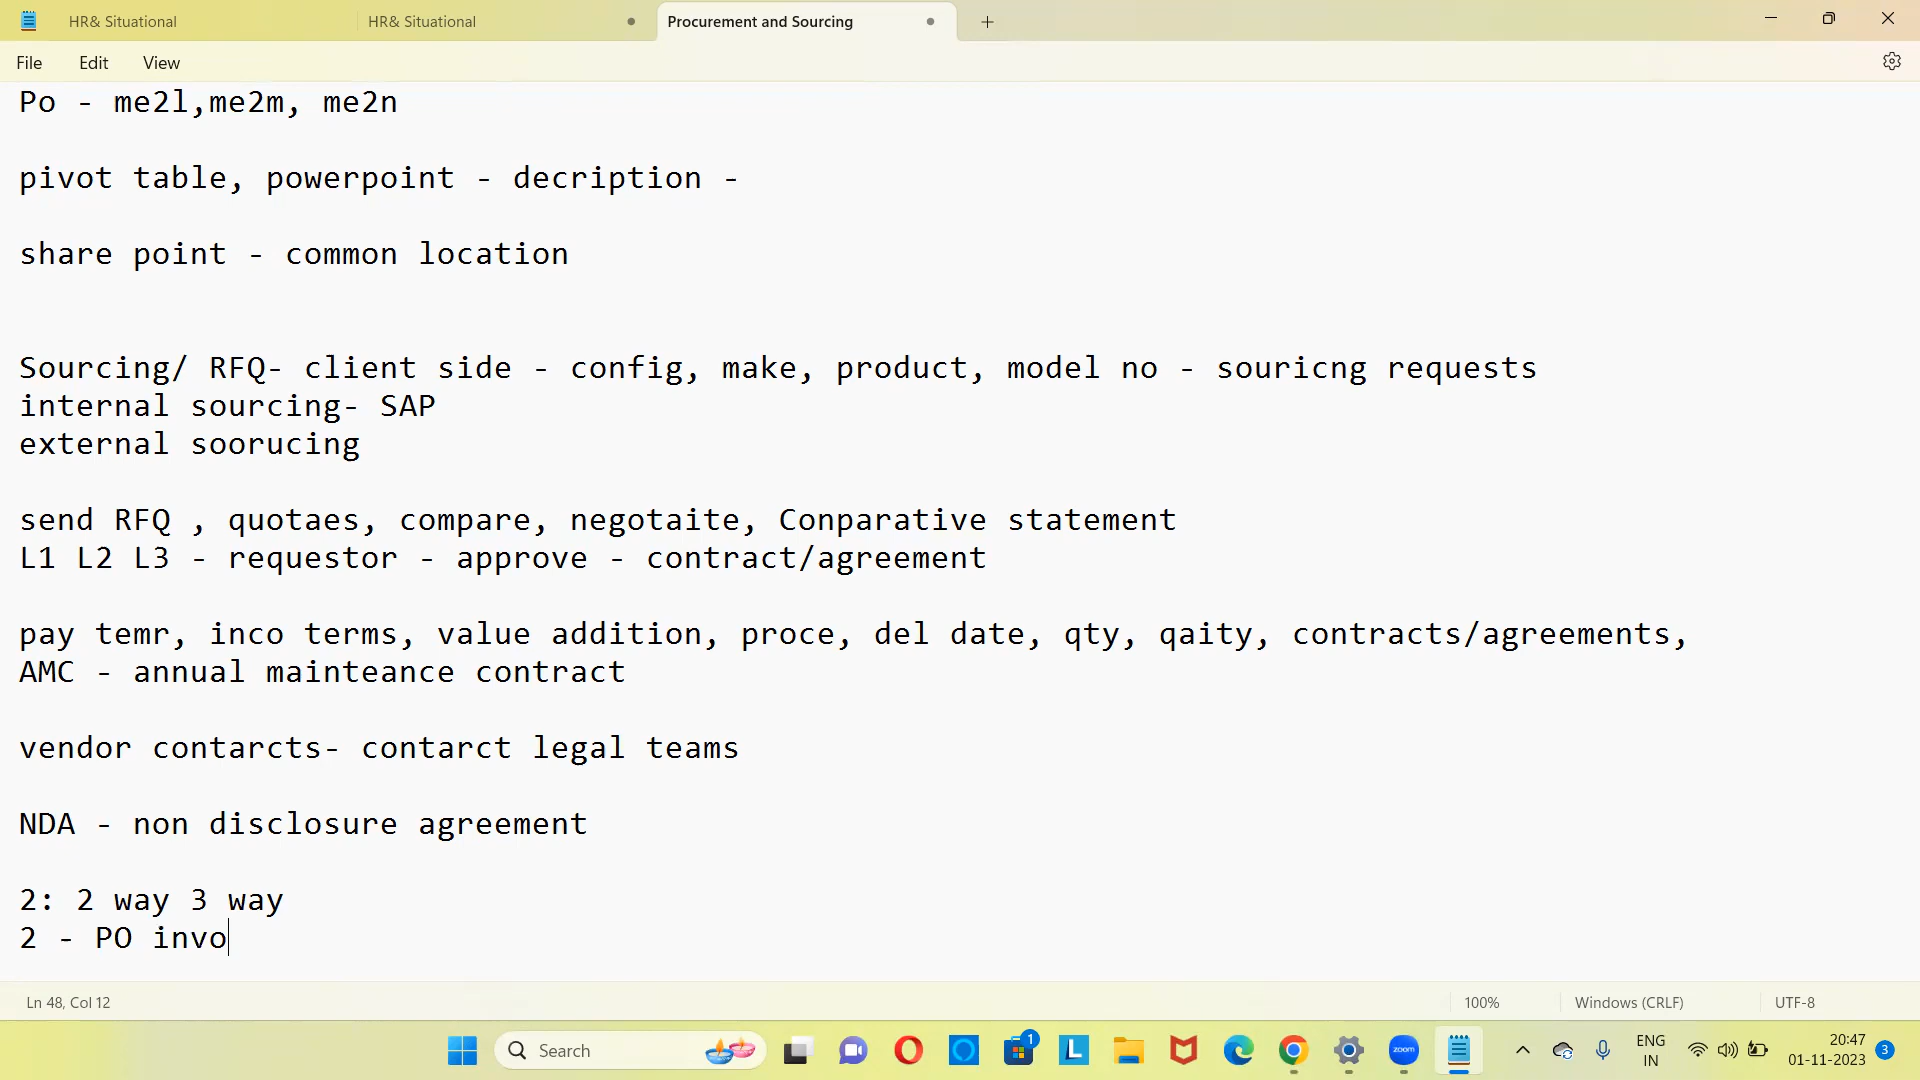 HR& Situational
HR& Situational
Procurement and Sourcing
File Edit View
Po - me2l,me2m, me2n
pivot table, powerpoint - decription -
share point - common location
Sourcing/ RFQ- client side - config, make, product, model no - souricng requests
internal sourcing- SAP
external soorucing
send RFQ , quotaes, compare, negotaite, Conparative statement
L1 L2 L3 - requestor - approve - contract/agreement
pay temr, inco terms, value addition, proce, del date, qty, qaity, contracts/agreements,
AMC - annual mainteance contract
vendor contarcts- contarct legal teams
NDA - non disclosure agreement
2: 2 way 3 way
2 - PO invo
Ln 48, Col 12 100% Windows (CRLF) UTF-8
Search
1
L
zoom
ENG
IN
20:47
01-11-2023
3